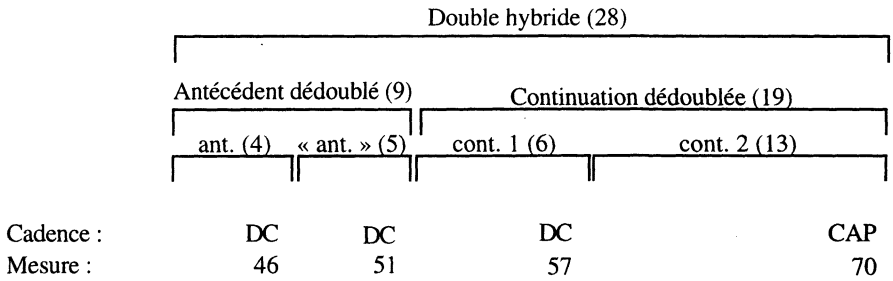 Double hybride (28)
Antécédent dédoublé (9) Continuation dédoublée (19)
ant. (4) « ant. » (5) cont. 1 (6) cont. 2 (13)
Cadence : DC DC DC CAP
Mesure : 46 51 57 70